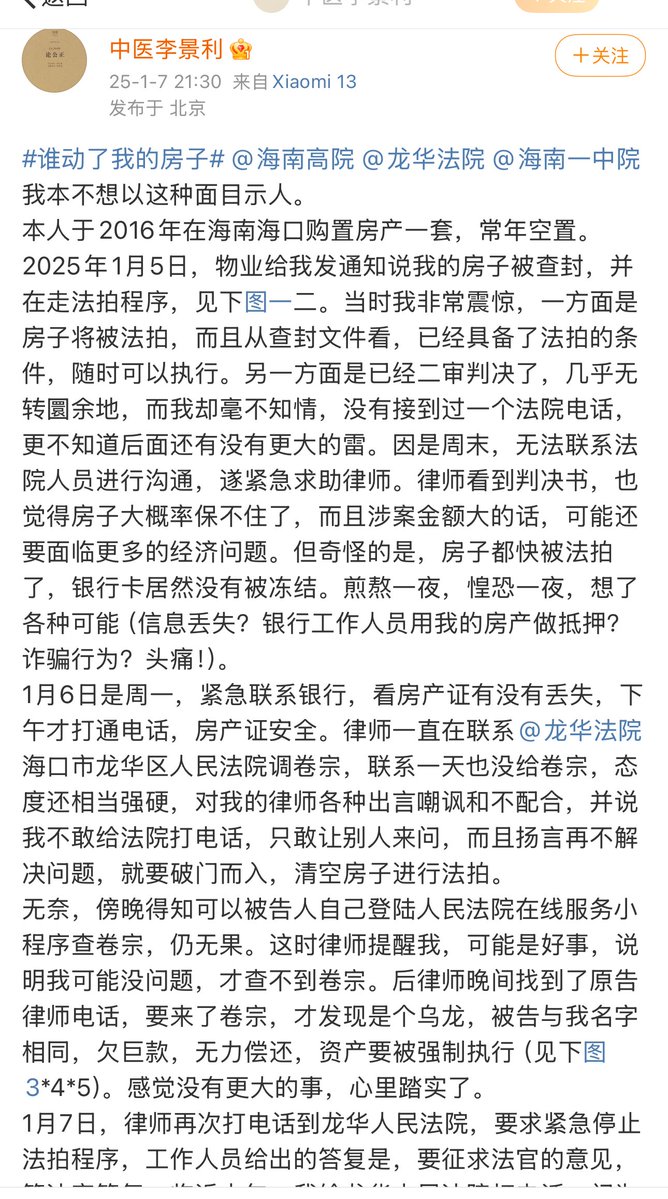 返回
中医李景利
+关注
论公正
中医李景利
25-1-7 21:30 来自Xiaomi 13
发布于 北京
+关注
#谁动了我的房子# @海南高院 @龙华法院 @海南一中院
我本不想以这种面目示人。
本人于2016年在海南海口购置房产一套，常年空置。
2025年1月5日，物业给我发通知说我的房子被查封，并
在走法拍程序，见下图一二。当时我非常震惊，一方面是
房子将被法拍，而且从查封文件看，已经具备了法拍的条
件，随时可以执行。另一方面是已经二审判决了，几乎无
转圜余地，而我却毫不知情，没有接到过一个法院电话，
更不知道后面还有没有更大的雷。因是周末，无法联系法
院人员进行沟通，遂紧急求助律师。律师看到判决书，也
觉得房子大概率保不住了，而且涉案金额大的话，可能还
要面临更多的经济问题。但奇怪的是，房子都快被法拍
了，银行卡居然没有被冻结。煎熬一夜，惶恐一夜，想了
各种可能（信息丢失？银行工作人员用我的房产做抵押？
诈骗行为？头痛！）。
1月6日是周一，紧急联系银行，看房产证有没有丢失，下
午才打通电话，房产证安全。律师一直在联系@龙华法院
海口市龙华区人民法院调卷宗，联系一天也没给卷宗，态
度还相当强硬，对我的律师各种出言嘲讽和不配合，并说
我不敢给法院打电话，只敢让别人来问，而且扬言再不解
决问题，就要破门而入，清空房子进行法拍。
无奈，傍晚得知可以被告人自己登陆人民法院在线服务小
程序查卷宗，仍无果。这时律师提醒我，可能是好事，说
明我可能没问题，才查不到卷宗。后律师晚间找到了原告
律师电话，要来了卷宗，才发现是个乌龙，被告与我名字
相同，欠巨款，无力偿还，资产要被强制执行（见下图
3*4*5）。感觉没有更大的事，心里踏实了。
1月7日，律师再次打电话到龙华人民法院，要求紧急停止
法拍程序，工作人员给出的答复是，要征求法官的意见，